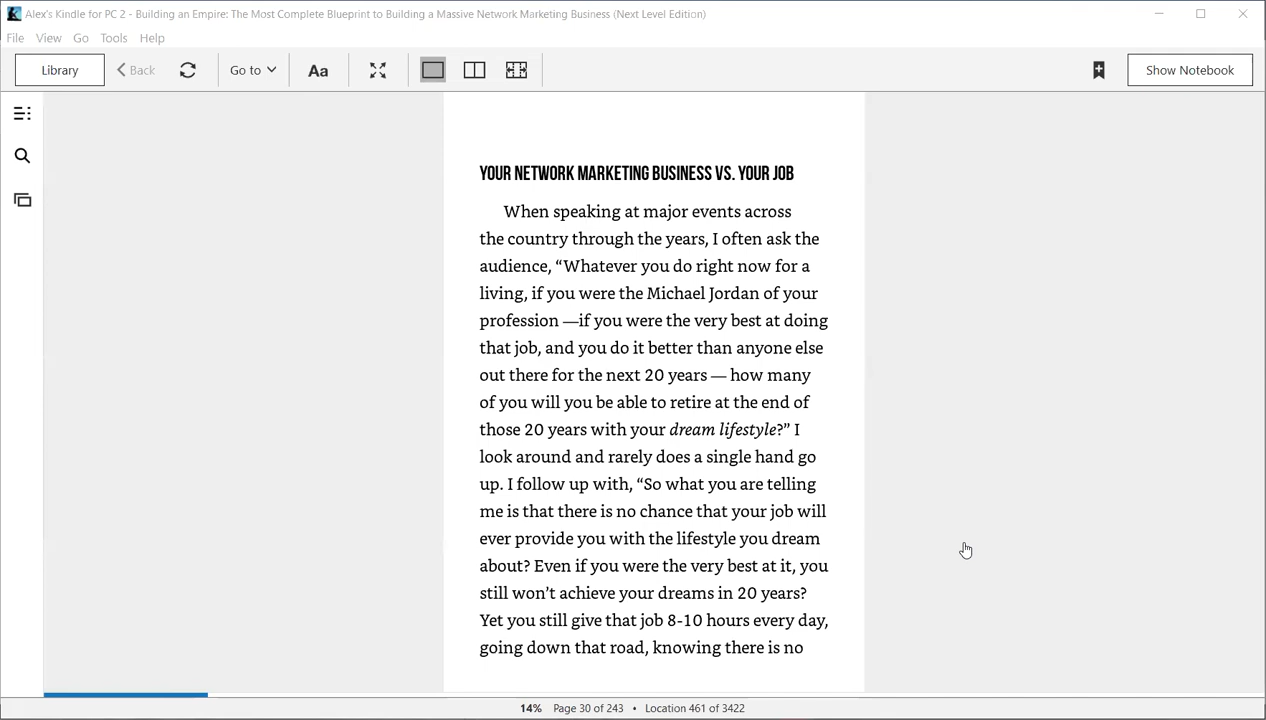 Alex's Kindle for PC 2 - Building an Empire: The Most Complete Blueprint to Building a Massive Network Marketing Business (Next Level Edition)
File View Go Tools Help
Library Back Go to Aa Show Notebook
YOUR NETWORK MARKETING BUSINESS VS. YOUR JOB
When speaking at major events across
the country through the years, I often ask the
audience, “Whatever you do right now for a
living, if you were the Michael Jordan of your
profession —if you were the very best at doing
that job, and you do it better than anyone else
out there for the next 20 years — how many
of you will you be able to retire at the end of
those 20 years with your dream lifestyle?” I
look around and rarely does a single hand go
up. I follow up with, “So what you are telling
me is that there is no chance that your job will
ever provide you with the lifestyle you dream
about? Even if you were the very best at it, you
still won’t achieve your dreams in 20 years?
Yet you still give that job 8-10 hours every day,
going down that road, knowing there is no
14% Page 30 of 243 • Location 461 of 3422